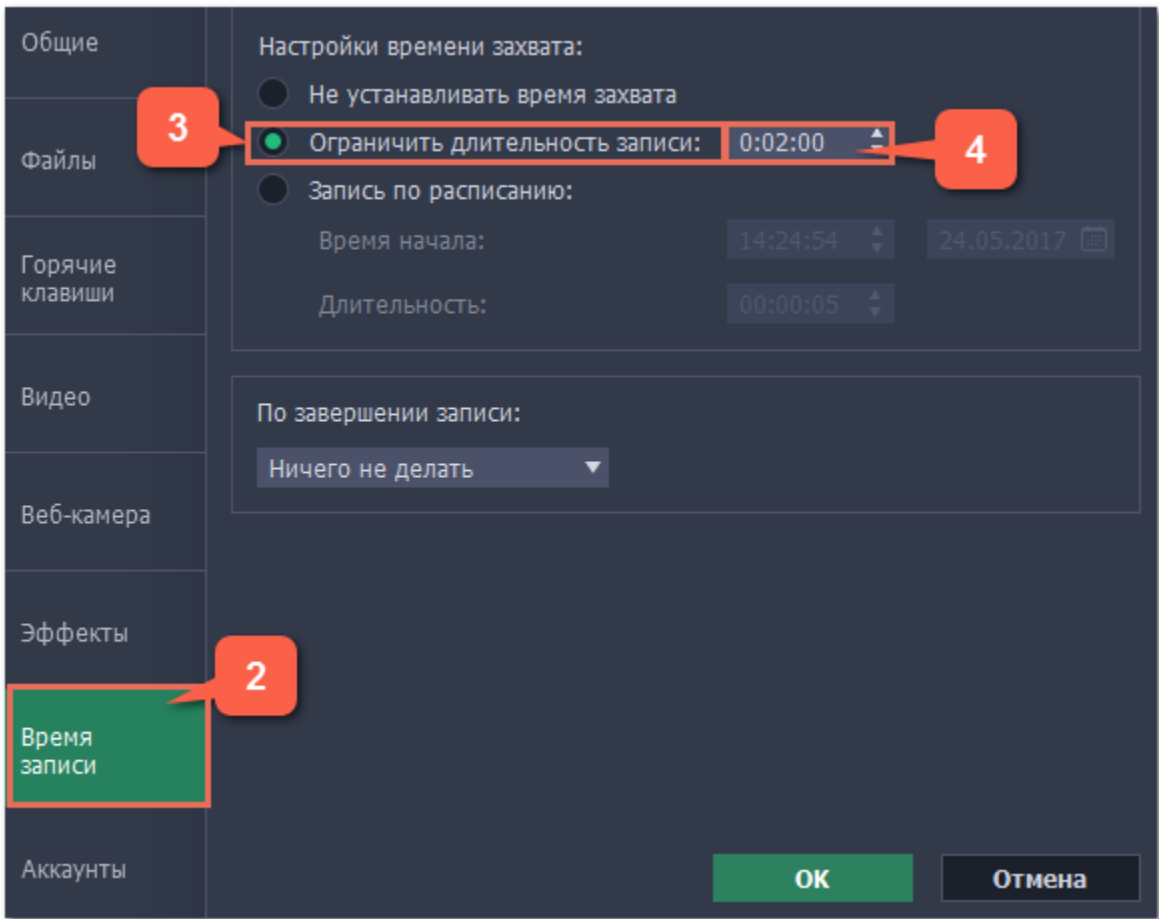 Общие
Файлы
Горячие
клавиши
Видео
Веб-камера
Эффекты
Время
записи
Аккаунты
Настройки времени захвата:
Не устанавливать время захвата
3
Ограничить длительность записи: 0:02:00
4
Запись по расписанию:
Время начала: 14:24:54 24.05.2017
Длительность: 00:00:05
По завершении записи:
Ничего не делать
2
OK Отмена